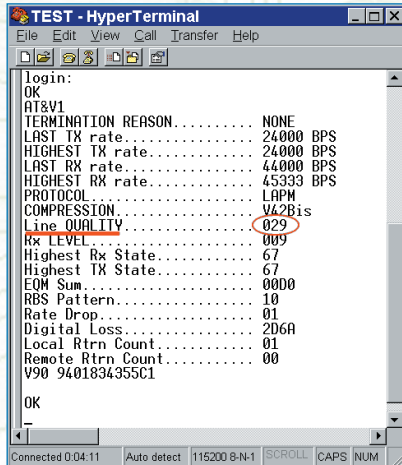 TEST - HyperTerminal
File Edit View Call Transfer Help
login:
OK
AT&V1
TERMINATION REASON.......... NONE
LAST TX rate................ 24000 BPS
HIGHEST TX rate............. 24000 BPS
LAST RX rate................ 44000 BPS
HIGHEST RX rate............. 45333 BPS
PROTOCOL.................... LAPM
COMPRESSION................. V42Bis
Line QUALITY................ 029
Rx LEVEL.................... 009
Highest Rx State............ 67
Highest TX State............ 67
EQM Sum..................... 00D0
RBS Pattern................. 10
Rate Drop................... 01
Digital Loss................ 2D6A
Local Rtrn Count............ 01
Remote Rtrn Count........... 00
V90 9401834355C1
OK
Connected 0:04:11 Auto detect 115200 8-N-1 SCROLL CAPS NUM